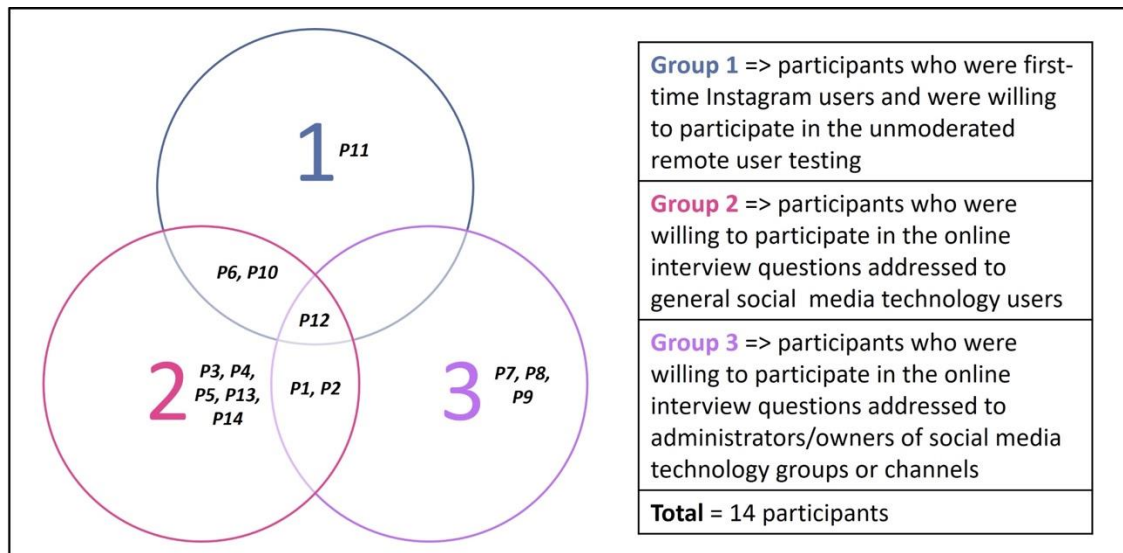 1 P11
P6, P10
P12
2 P3, P4,
P5, P13,
P14
P1, P2
3 P7, P8,
P9
Group 1 => participants who were first-
time Instagram users and were willing
to participate in the unmoderated
remote user testing
Group 2 => participants who were
willing to participate in the online
interview questions addressed to
general social media technology users
Group 3 => participants who were
willing to participate in the online
interview questions addressed to
administrators/owners of social media
technology groups or channels
Total = 14 participants